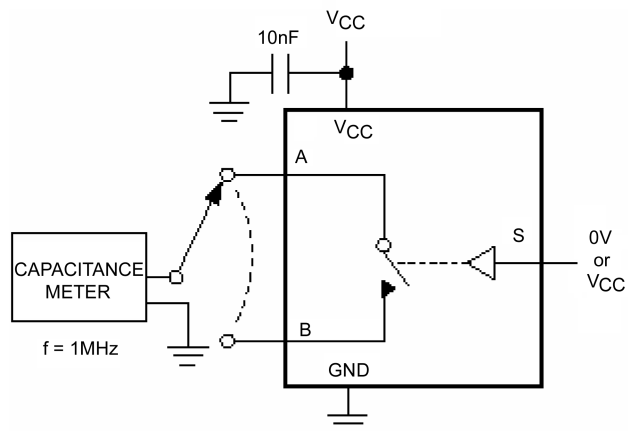 VCC
10nF
VCC
A
S
0V
or
VCC
CAPACITANCE
METER
B
f = 1MHz
GND